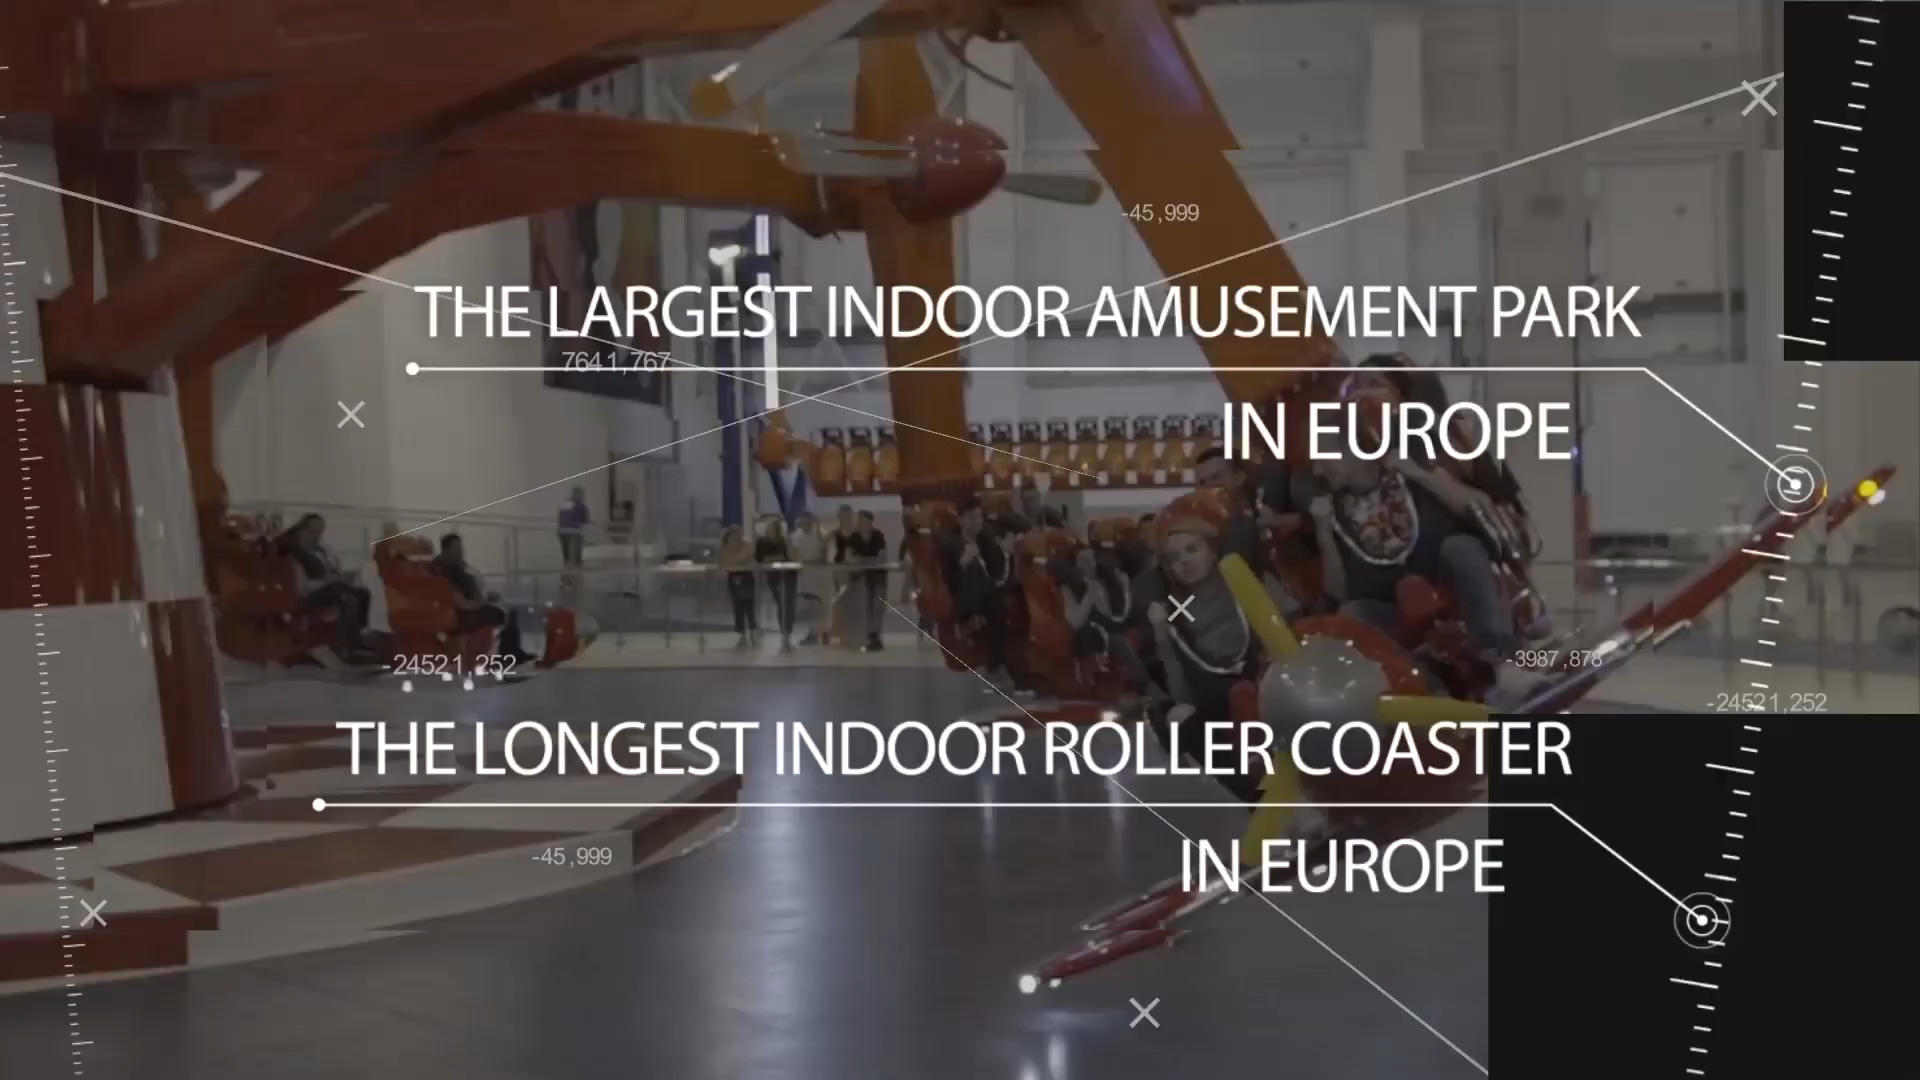 -45,999
THE LARGEST INDOOR AMUSEMENT PARK
7641,767
IN EUROPE
-3987,878
-24521,252
-24521,252
THE LONGEST INDOOR ROLLER COASTER
-45,999
IN EUROPE